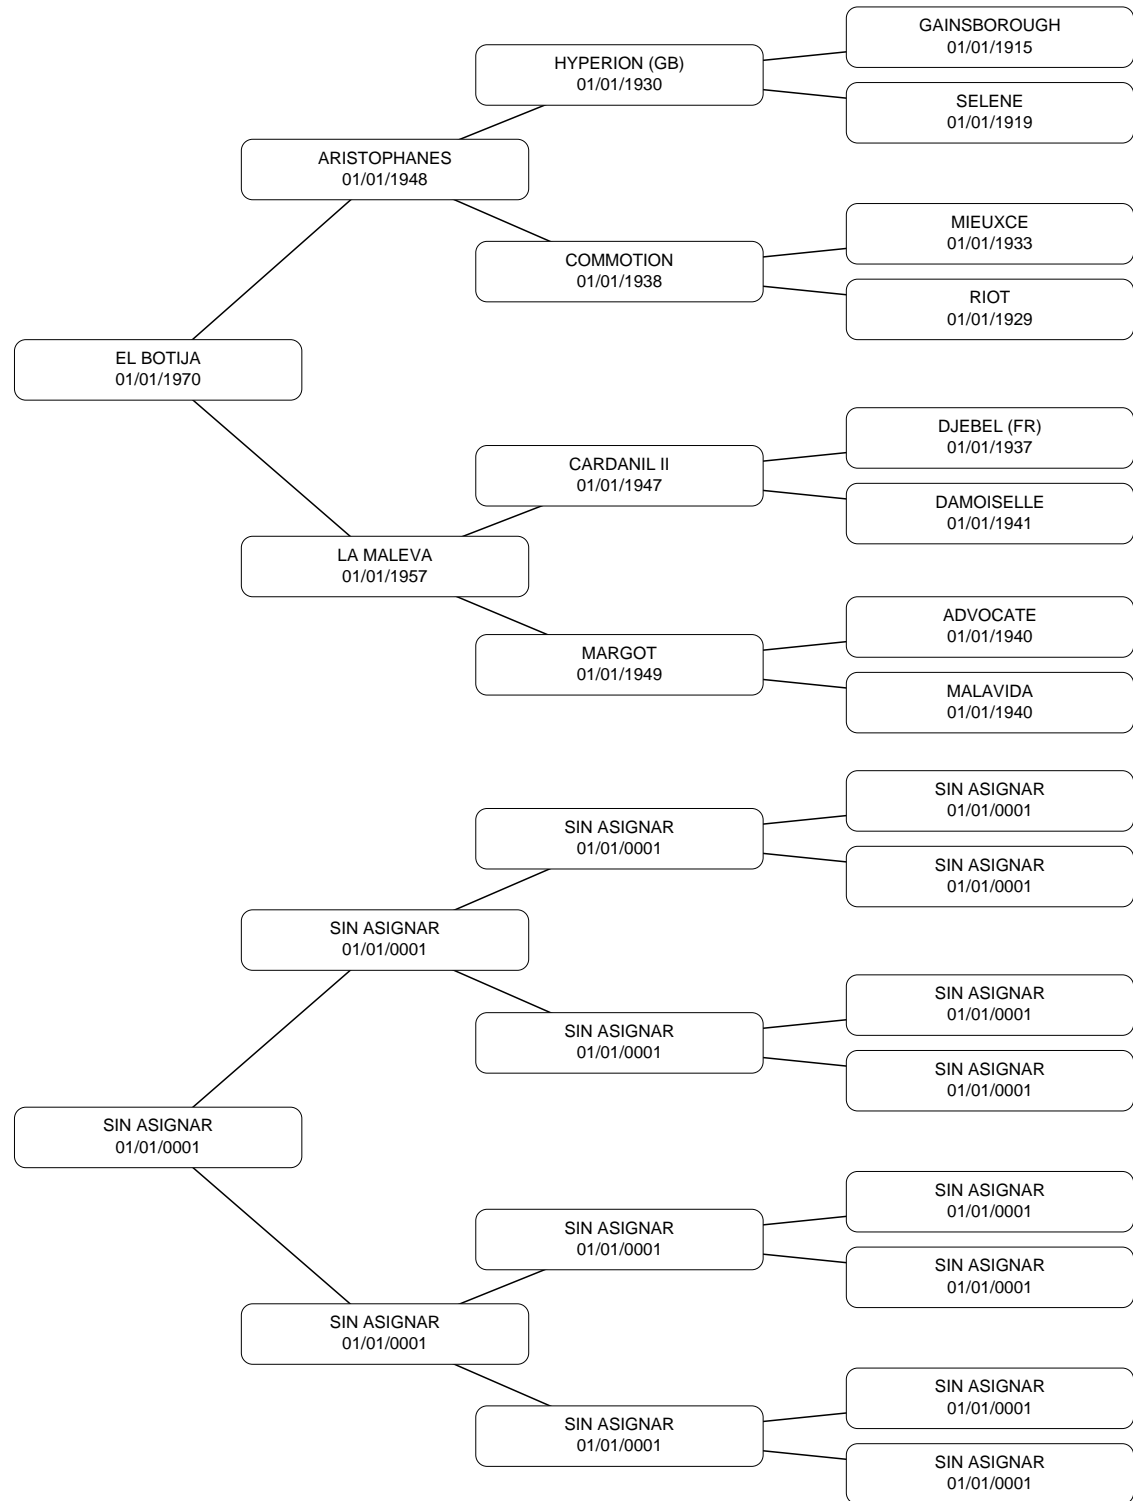 GAINSBOROUGH
01/01/1915
HYPERION (GB)
01/01/1930
SELENE
01/01/1919
ARISTOPHANES
01/01/1948
MIEUXCE
01/01/1933
COMMOTION
01/01/1938
RIOT
01/01/1929
EL BOTIJA
01/01/1970
DJEBEL (FR)
01/01/1937
CARDANIL II
01/01/1947
DAMOISELLE
01/01/1941
LA MALEVA
01/01/1957
ADVOCATE
01/01/1940
MARGOT
01/01/1949
MALAVIDA
01/01/1940
SIN ASIGNAR
01/01/0001
SIN ASIGNAR
01/01/0001
SIN ASIGNAR
01/01/0001
SIN ASIGNAR
01/01/0001
SIN ASIGNAR
01/01/0001
SIN ASIGNAR
01/01/0001
SIN ASIGNAR
01/01/0001
SIN ASIGNAR
01/01/0001
SIN ASIGNAR
01/01/0001
SIN ASIGNAR
01/01/0001
SIN ASIGNAR
01/01/0001
SIN ASIGNAR
01/01/0001
SIN ASIGNAR
01/01/0001
SIN ASIGNAR
01/01/0001
SIN ASIGNAR
01/01/0001